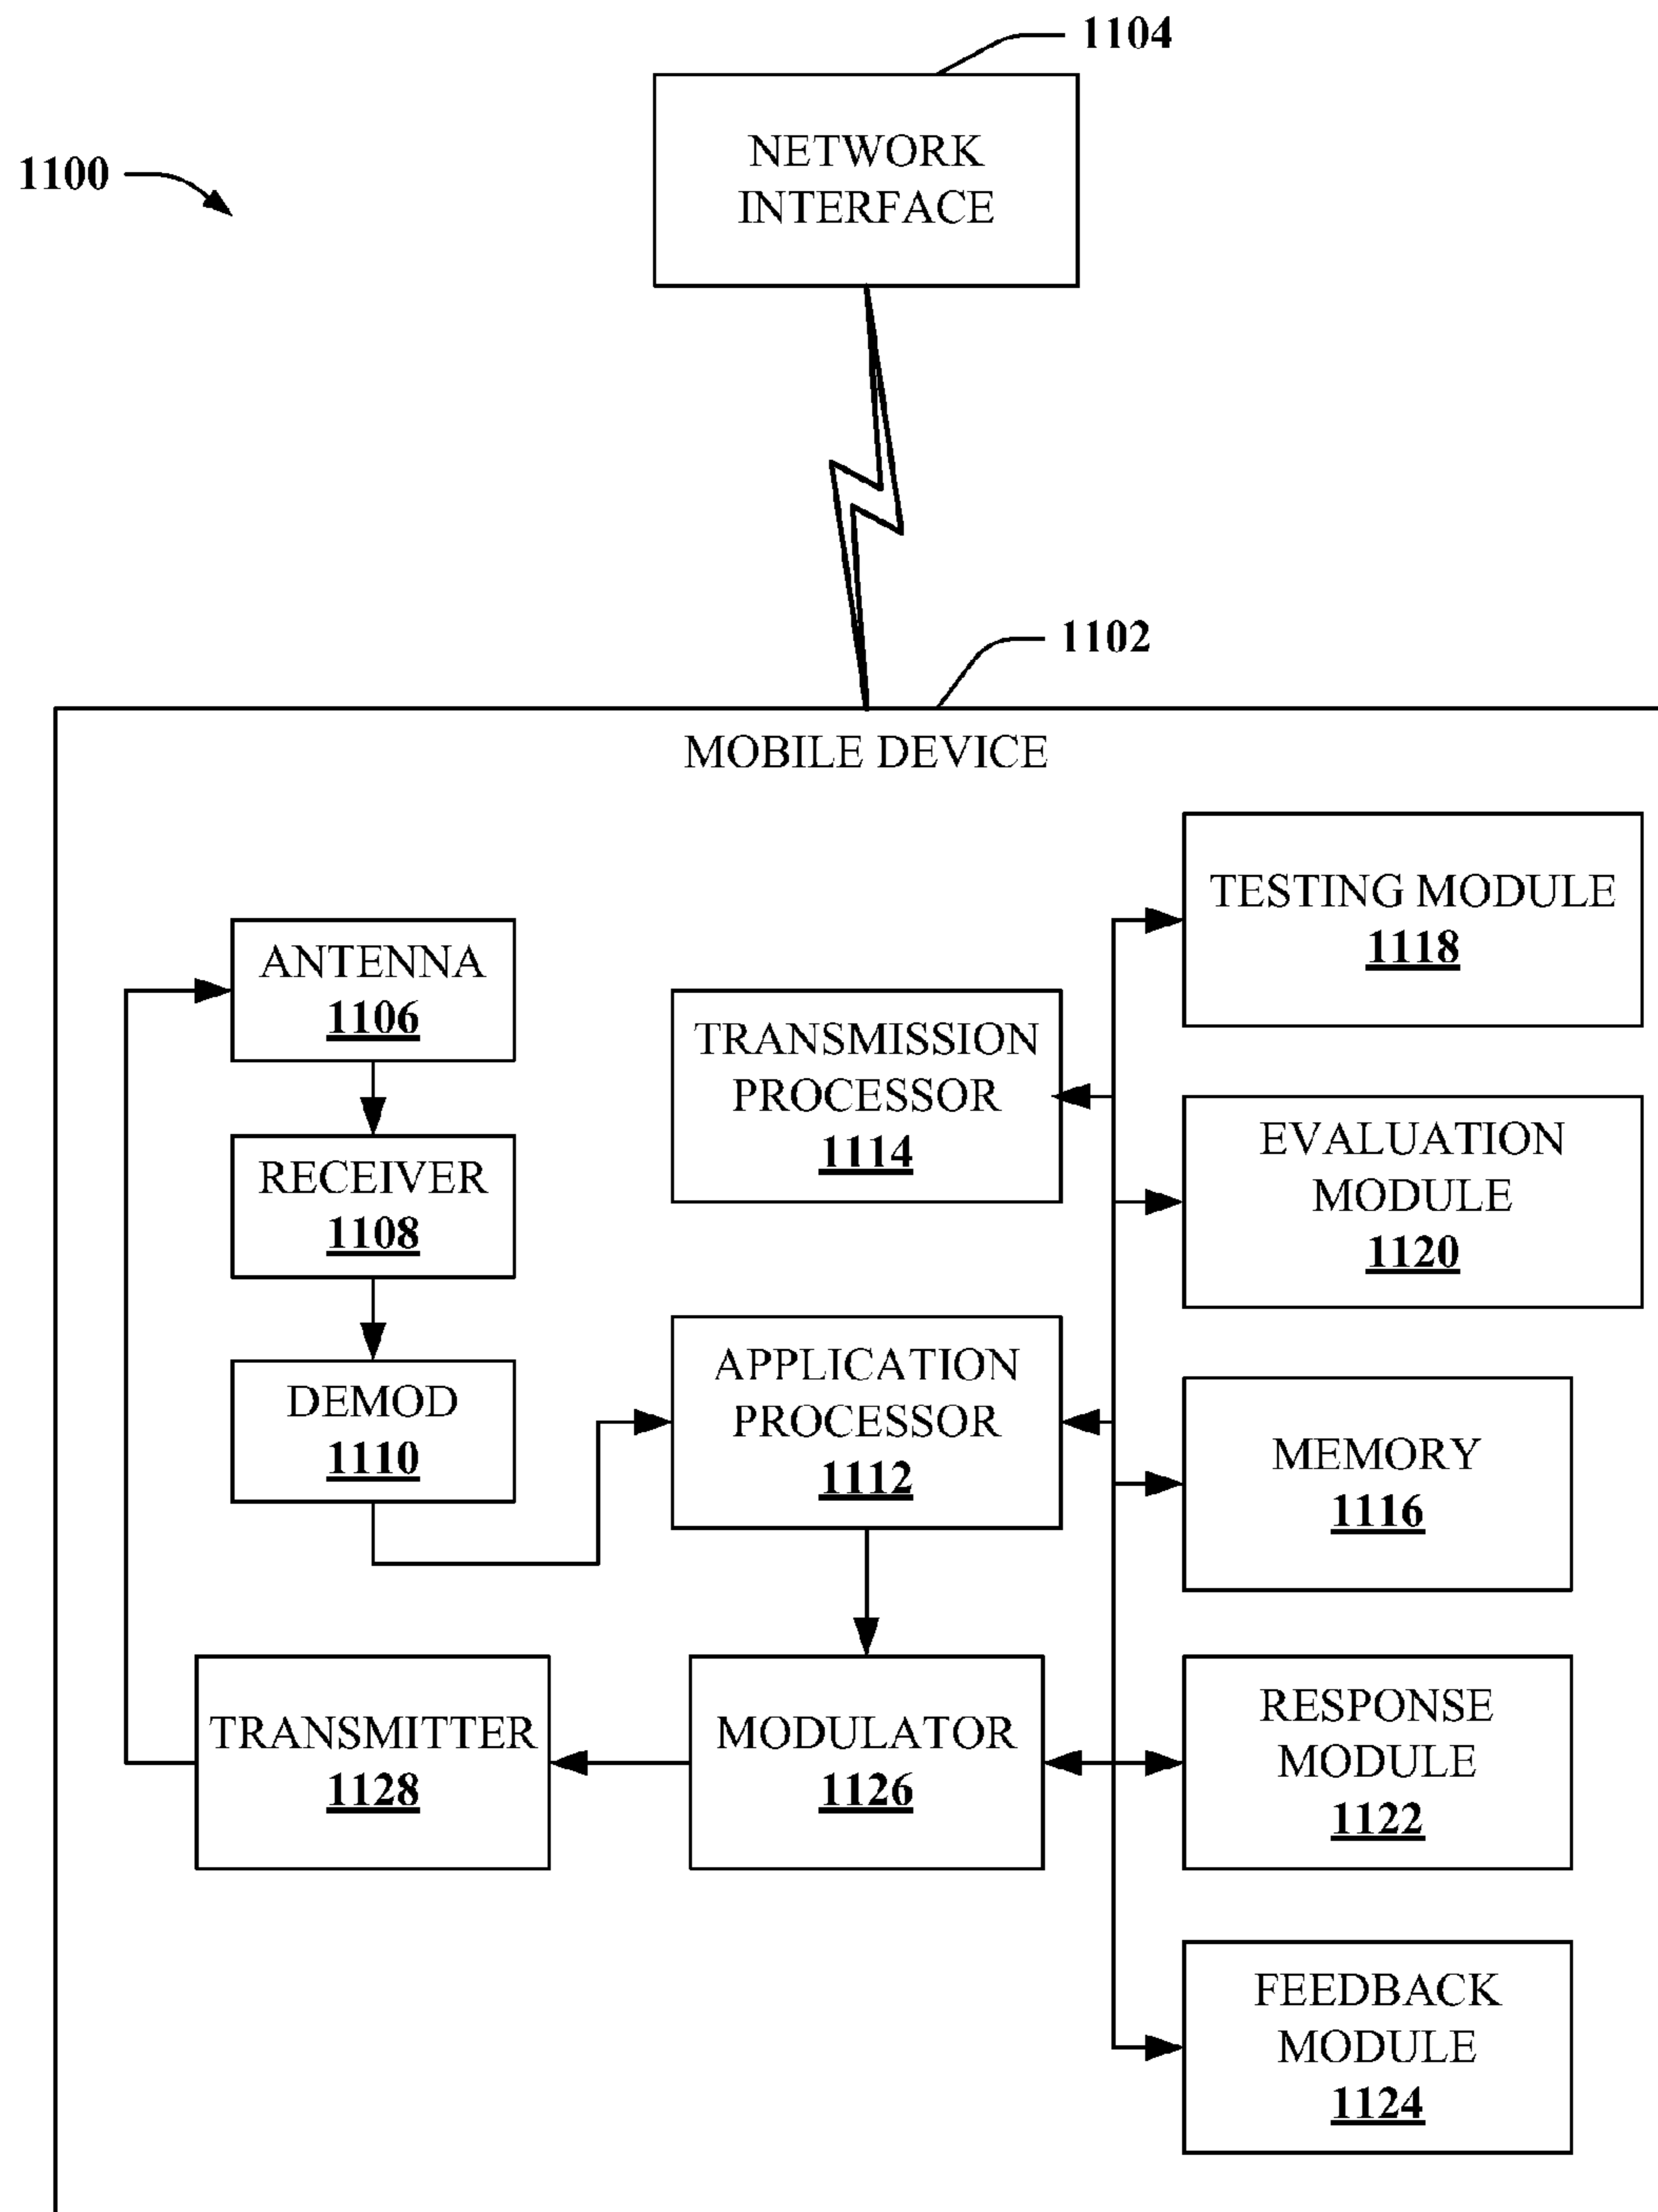 1104
NETWORK
INTERFACE
1100
1102
MOBILE DEVICE
TESTING MODULE
1118
ANTENNA
1106
TRANSMISSION
PROCESSOR
1114
EVALUATION
MODULE
1120
RECEIVER
1108
APPLICATION
PROCESSOR
1112
DEMOD
1110
MEMORY
1116
TRANSMITTER
1128
MODULATOR
1126
RESPONSE
MODULE
1122
FEEDBACK
MODULE
1124